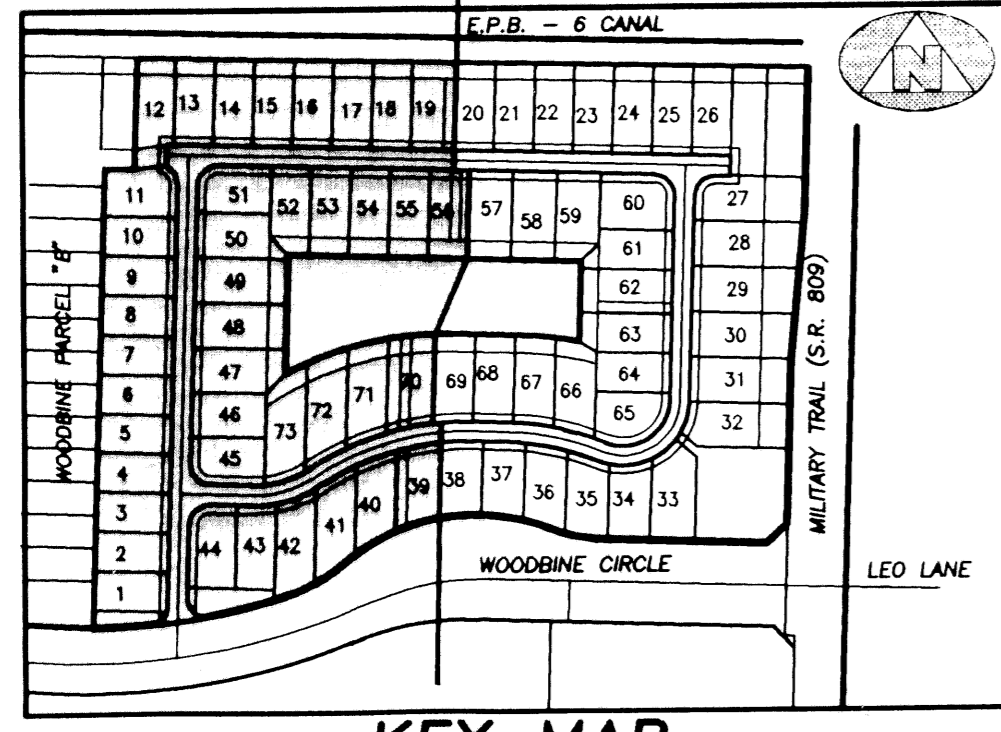 E.P.B. - 6 CANAL
N
12 13 14 15 16 17 18 19 20 21 22 23 24 25 26
11 51 52 53 54 55 56 57 58 59 60 27
10 50 61 28
9 49 62 29
8 48 63 30
7 47 71 70 69 68 67 66 64 31
6 46 73 72 65 32
5 45
4 40 39 38 37 36 35 34 33
3 44 43 42 41
2
1
WOODBINE PARCEL "B"
MILITARY TRAIL (S.R. 809)
WOODBINE CIRCLE
LEO LANE
KEY MAP